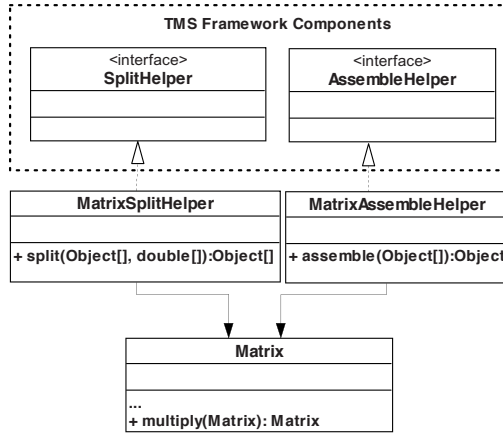 TMS Framework Components
<interface>
SplitHelper
<interface>
AssembleHelper
MatrixSplitHelper
+ split(Object[], double[]):Object[]
MatrixAssembleHelper
+ assemble(Object[]):Object
Matrix
...
+ multiply(Matrix): Matrix